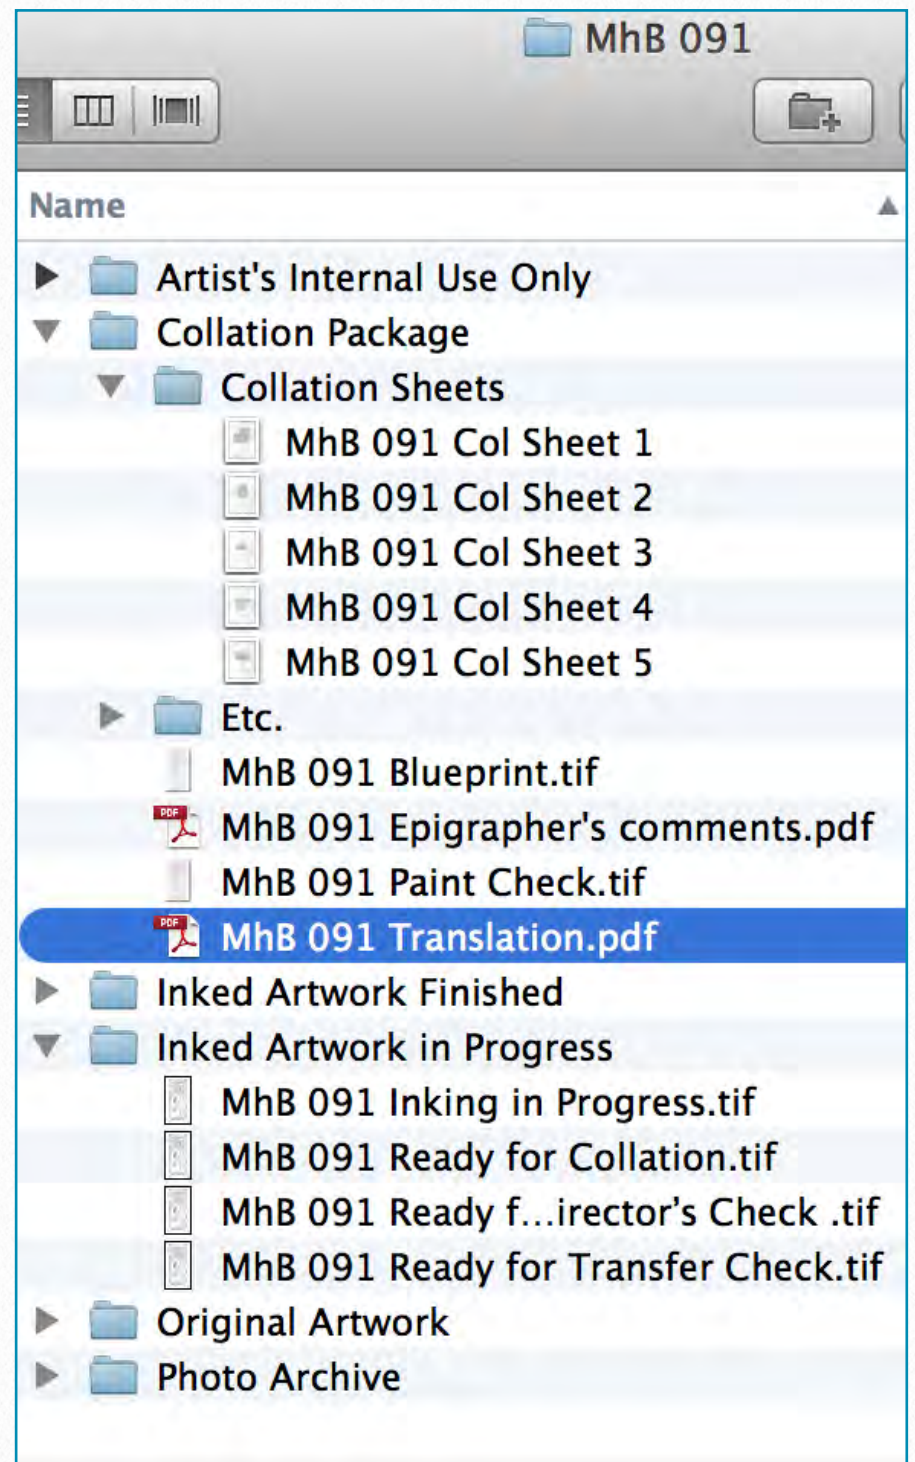 MhB 091
Name
Artist's Internal Use Only
Collation Package
Collation Sheets
MhB 091 Col Sheet 1
MhB 091 Col Sheet 2
MhB 091 Col Sheet 3
MhB 091 Col Sheet 4
MhB 091 Col Sheet 5
Etc.
MhB 091 Blueprint.tif
PDF MhB 091 Epigrapher's comments.pdf
MhB 091 Paint Check.tif
PDF MhB 091 Translation.pdf
Inked Artwork Finished
Inked Artwork in Progress
MhB 091 Inking in Progress.tif
MhB 091 Ready for Collation.tif
MhB 091 Ready f...irector’s Check .tif
MhB 091 Ready for Transfer Check.tif
Original Artwork
Photo Archive